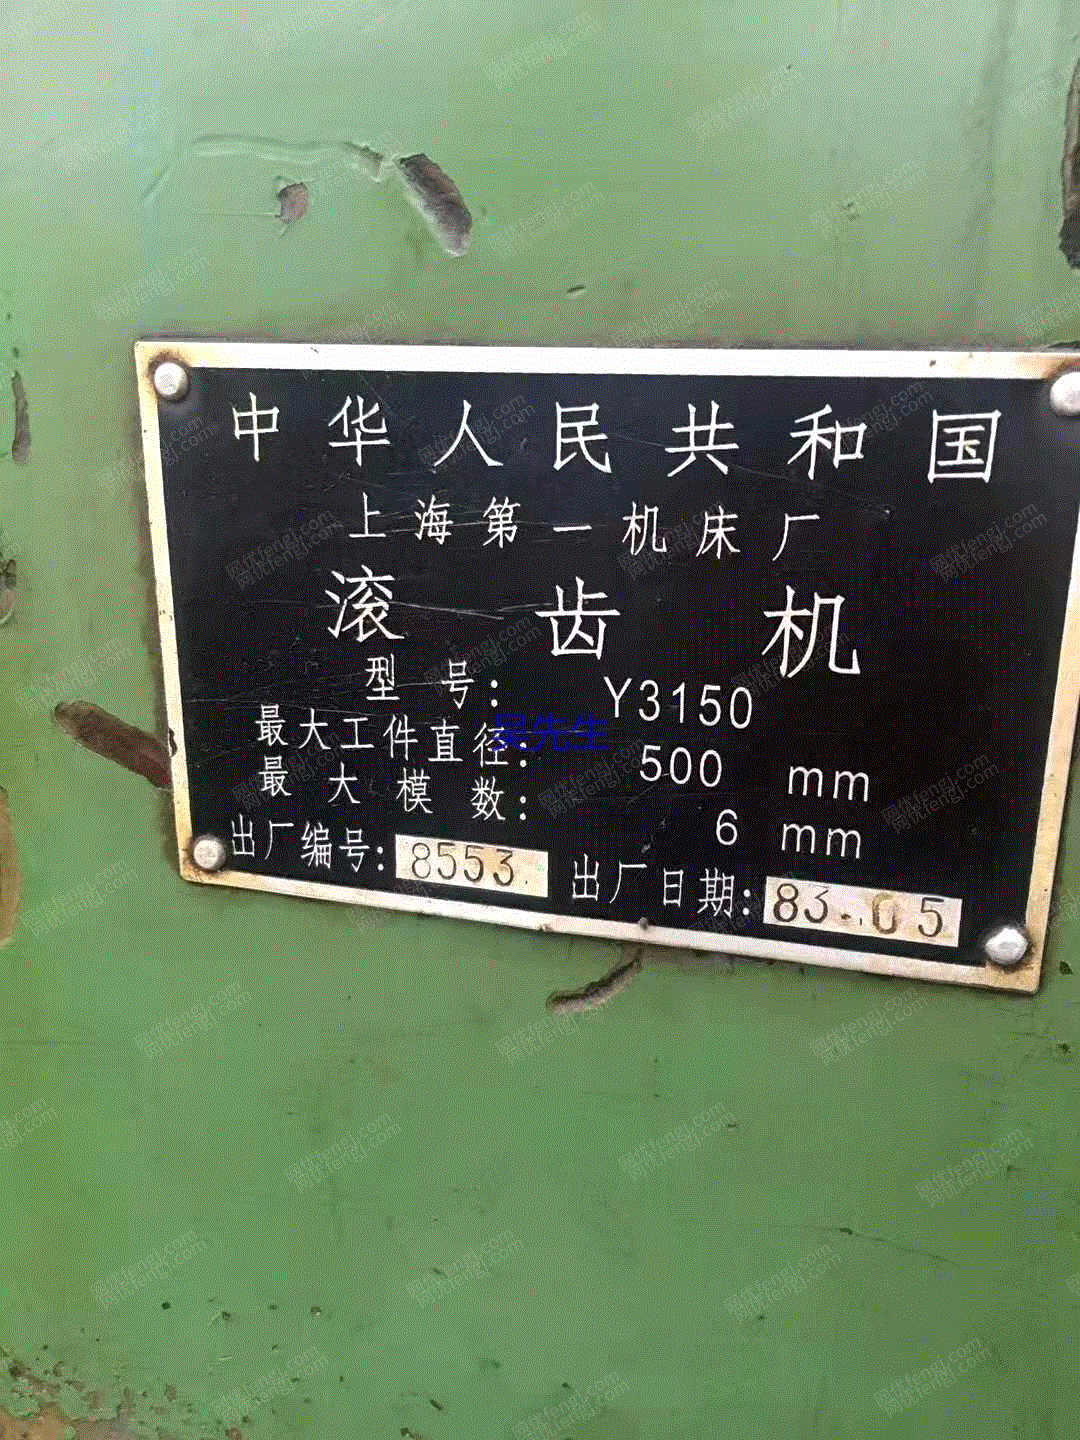 中华人民共和国
上海第一机床厂
滚齿机
型号: Y3150
最大工件直径: 500 mm
最大模数: 6 mm
出厂编号: 8553. 出厂日期: 83.05